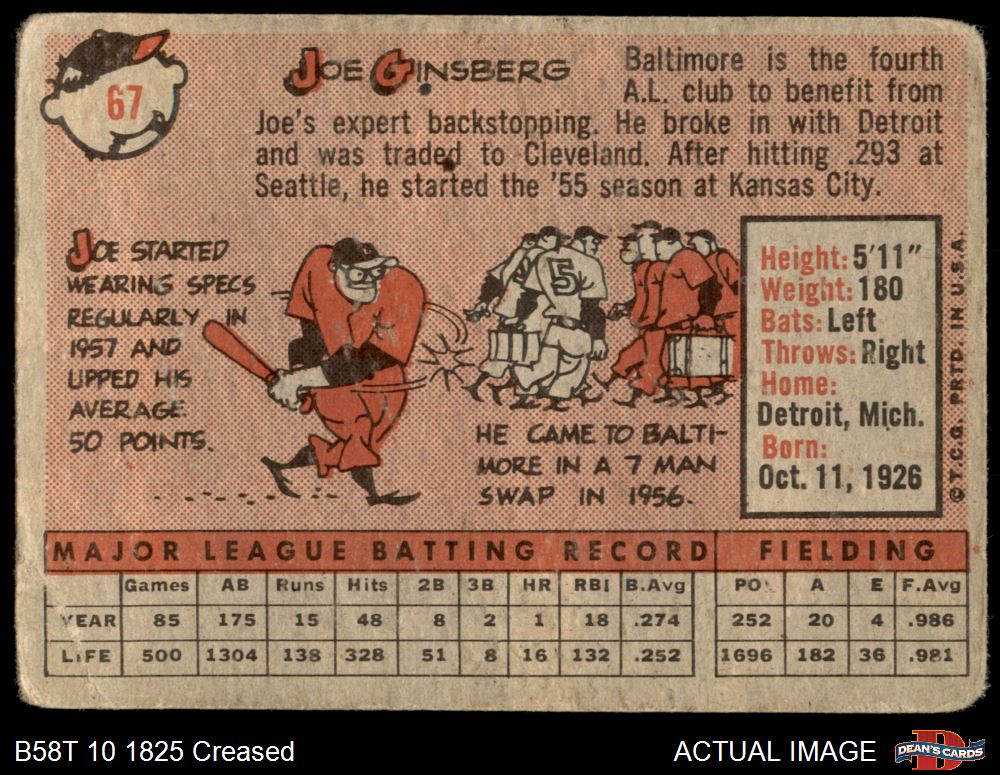 67
JOE GINSBERG
Baltimore is the fourth
A.L. club to benefit from
Joe's expert backstopping. He broke in with Detroit
and was traded to Cleveland. After hitting .293 at
Seattle, he started the '55 season at Kansas City.
JOE STARTED
WEARING SPECS
REGULARLY IN
1957 AND
UPPED HIS
AVERAGE
50 POINTS.
5
HE CAME TO BALTI-
MORE IN A 7 MAN
SWAP IN 1956.
Height: 5'11"
Weight: 180
Bats: Left
Throws: Right
Home:
Detroit, Mich.
Born:
Oct. 11, 1926
© T.C.G. PRTD. IN U.S.A.
MAJOR LEAGUE BATTING RECORD FIELDING
Games AB Runs Hits 2B 3B HR RBI B.Avg PO A E F.Avg
YEAR 85 175 15 48 8 2 1 18 .274 252 20 4 .986
LIFE 500 1304 138 328 51 8 16 132 .252 1696 182 36 .981
B58T 10 1825 Creased ACTUAL IMAGE
D
DEAN'S CARDS